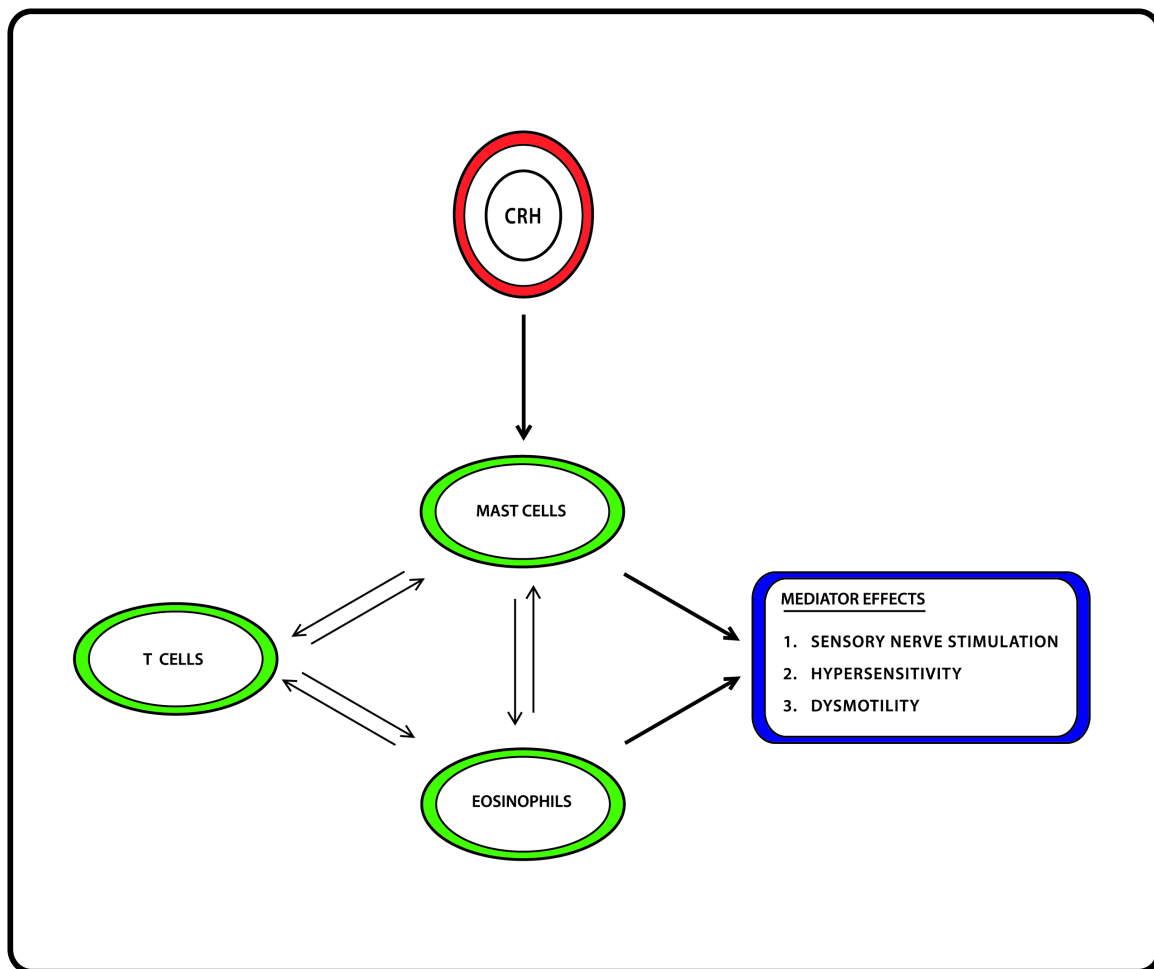 CRH
MAST CELLS
T CELLS
EOSINOPHILS
MEDIATOR EFFECTS
1. SENSORY NERVE STIMULATION
2. HYPERSENSITIVITY
3. DYSMOTILITY